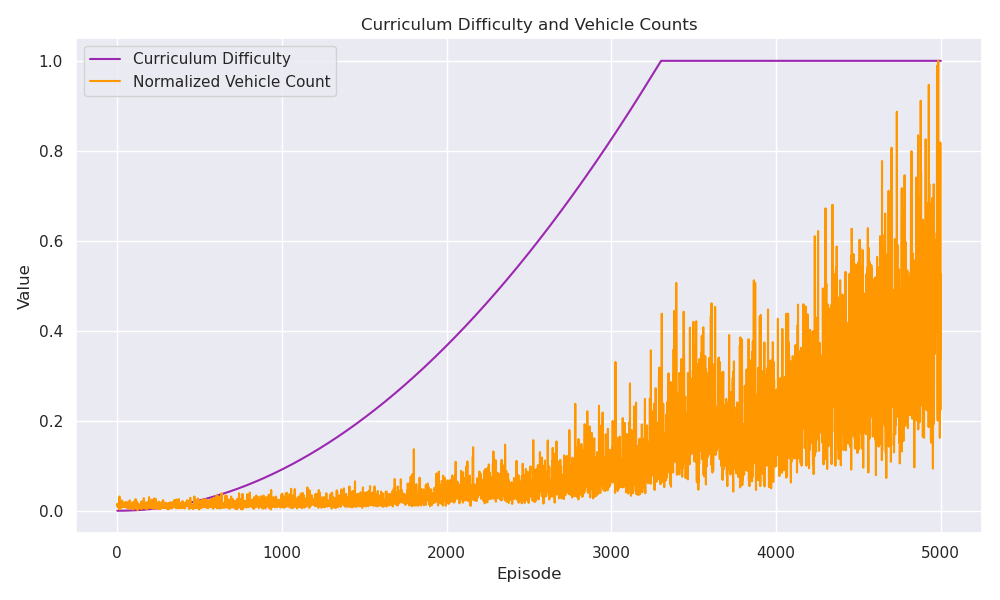 Curriculum Difficulty and Vehicle Counts
Curriculum Difficulty
Normalized Vehicle Count
1.0
0.8
0.6
0.4
0.2
0.0
Value
0 1000 2000 3000 4000 5000
Episode